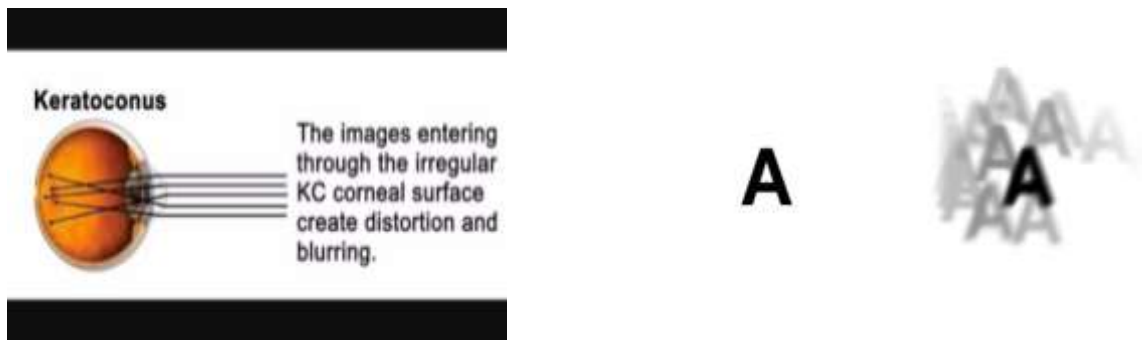 Keratoconus
The images entering
through the irregular
KC corneal surface
create distortion and
blurring.
A
A
A
A
A
A
A
A
A
A